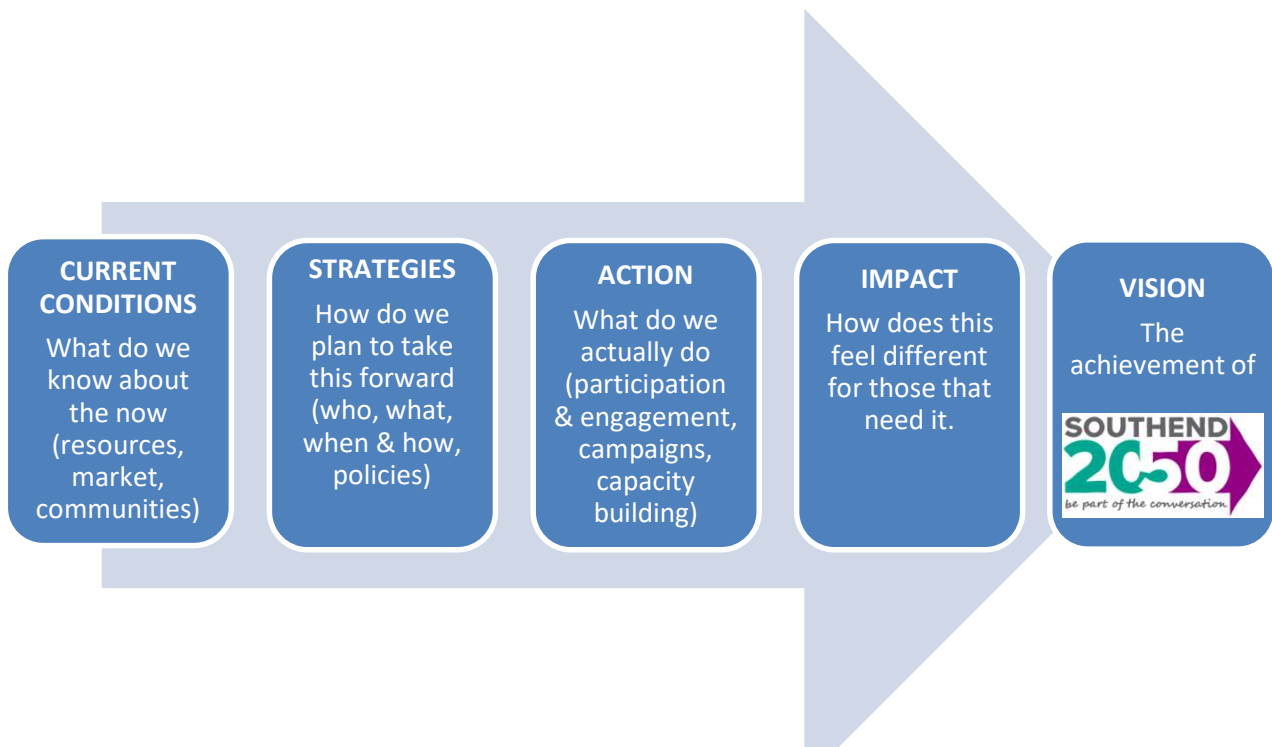 CURRENT
CONDITIONS
What do we
know about
the now
(resources,
market,
communities)
STRATEGIES
How do we
plan to take
this forward
(who, what,
when & how,
policies)
ACTION
What do we
actually do
(participation
& engagement,
campaigns,
capacity
building)
IMPACT
How does this
feel different
for those that
need it.
VISION
The
achievement of
SOUTHEND
2050
be part of the conversation